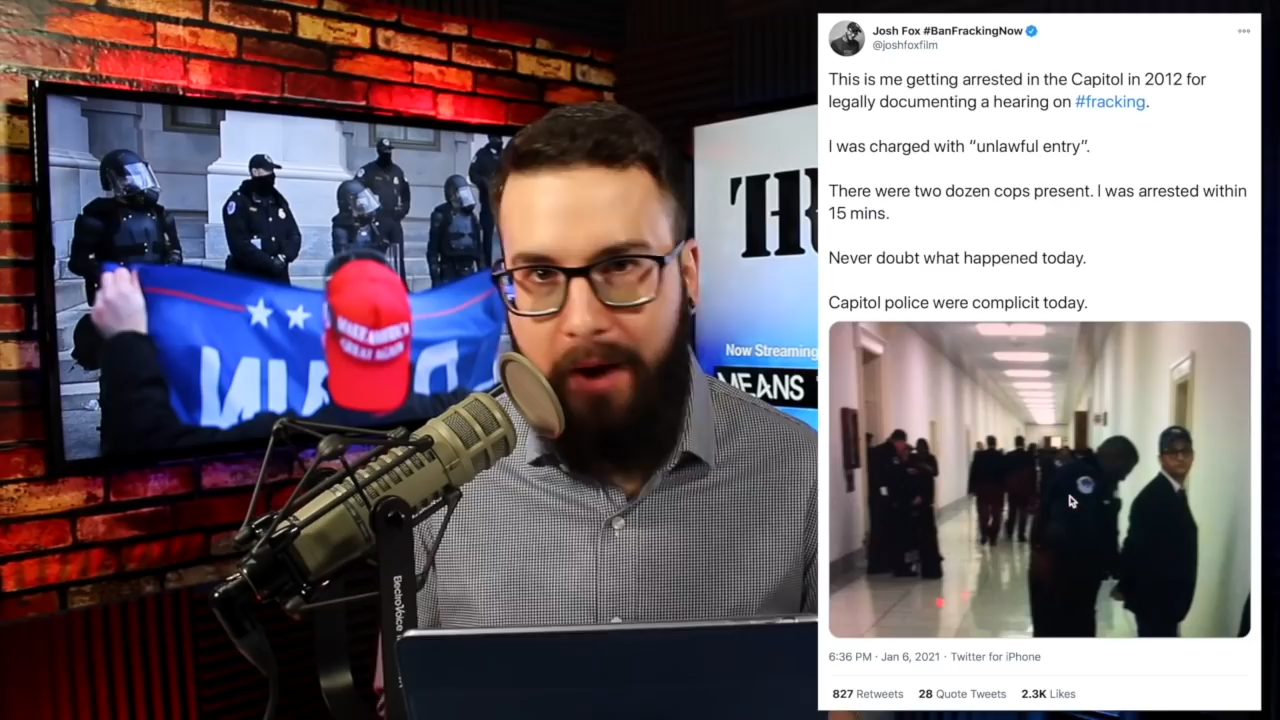 Josh Fox #BanFrackingNow
@joshfoxfilm
This is me getting arrested in the Capitol in 2012 for
legally documenting a hearing on #fracking.
I was charged with “unlawful entry”.
There were two dozen cops present. I was arrested within
15 mins.
Never doubt what happened today.
Capitol police were complicit today.
6:36 PM · Jan 6, 2021 · Twitter for iPhone
827 Retweets 28 Quote Tweets 2.3K Likes
MAKE AMERICA
GREAT AGAIN
Now Streaming
MEANS
ElectroVoice